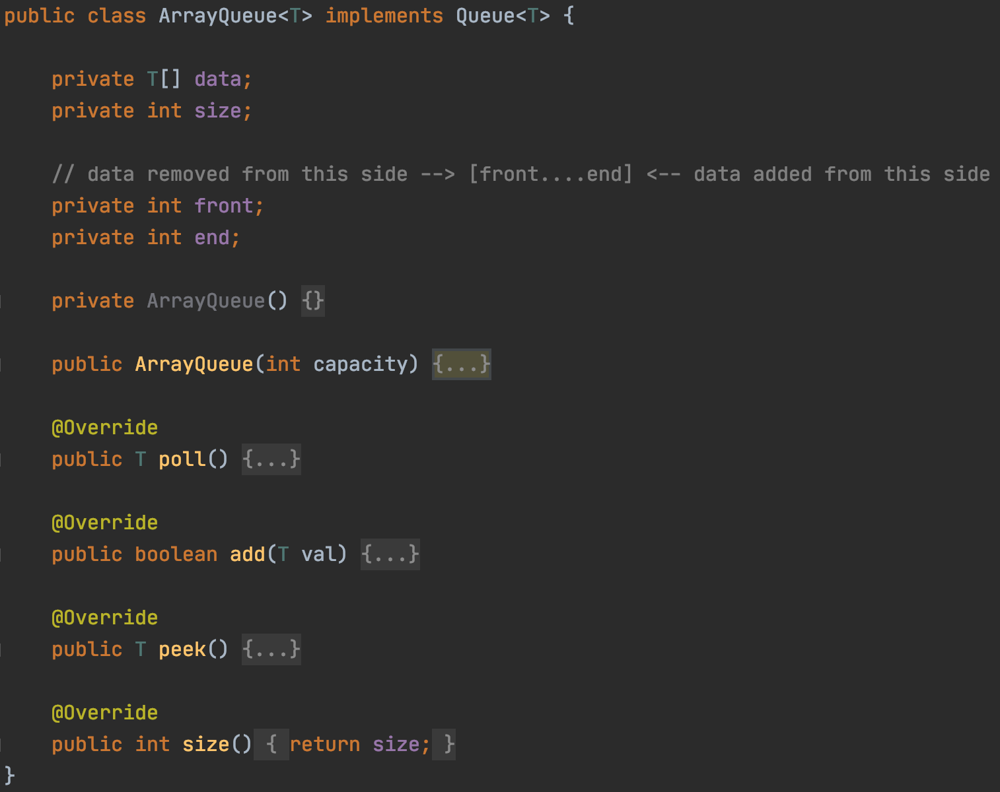 public class ArrayQueue<T> implements Queue<T> {
    private T[] data;
    private int size;
    // data removed from this side --> [front....end] <-- data added from this side
    private int front;
    private int end;
    private ArrayQueue() {}
    public ArrayQueue(int capacity) {...}
    @Override
    public T poll() {...}
    @Override
    public boolean add(T val) {...}
    @Override
    public T peek() {...}
    @Override
    public int size() { return size; }
}